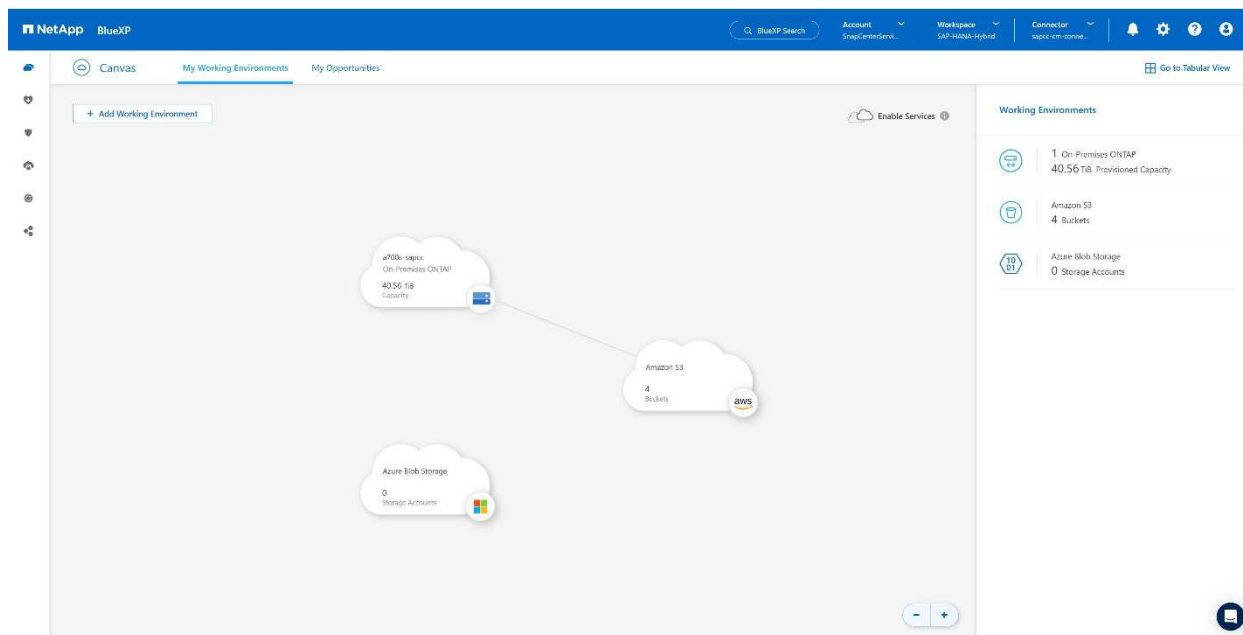 NetApp BlueXP
BlueXP Search
Account
SnapCenterServi...
Workspace
SAP-HANA-Hybrid
Connector
sapcc-cm-conne...
Canvas
My Working Environments
My Opportunities
Go to Tabular View
+ Add Working Environment
Enable Services
Working Environments
1 On-Premises ONTAP
40.56 TiB Provisioned Capacity
Amazon S3
4 Buckets
10
01
Azure Blob Storage
0 Storage Accounts
a700s-sapcc
On-Premises ONTAP
40.56 TiB
Capacity
Amazon S3
4
Buckets
aws
Azure Blob Storage
0
Storage Accounts